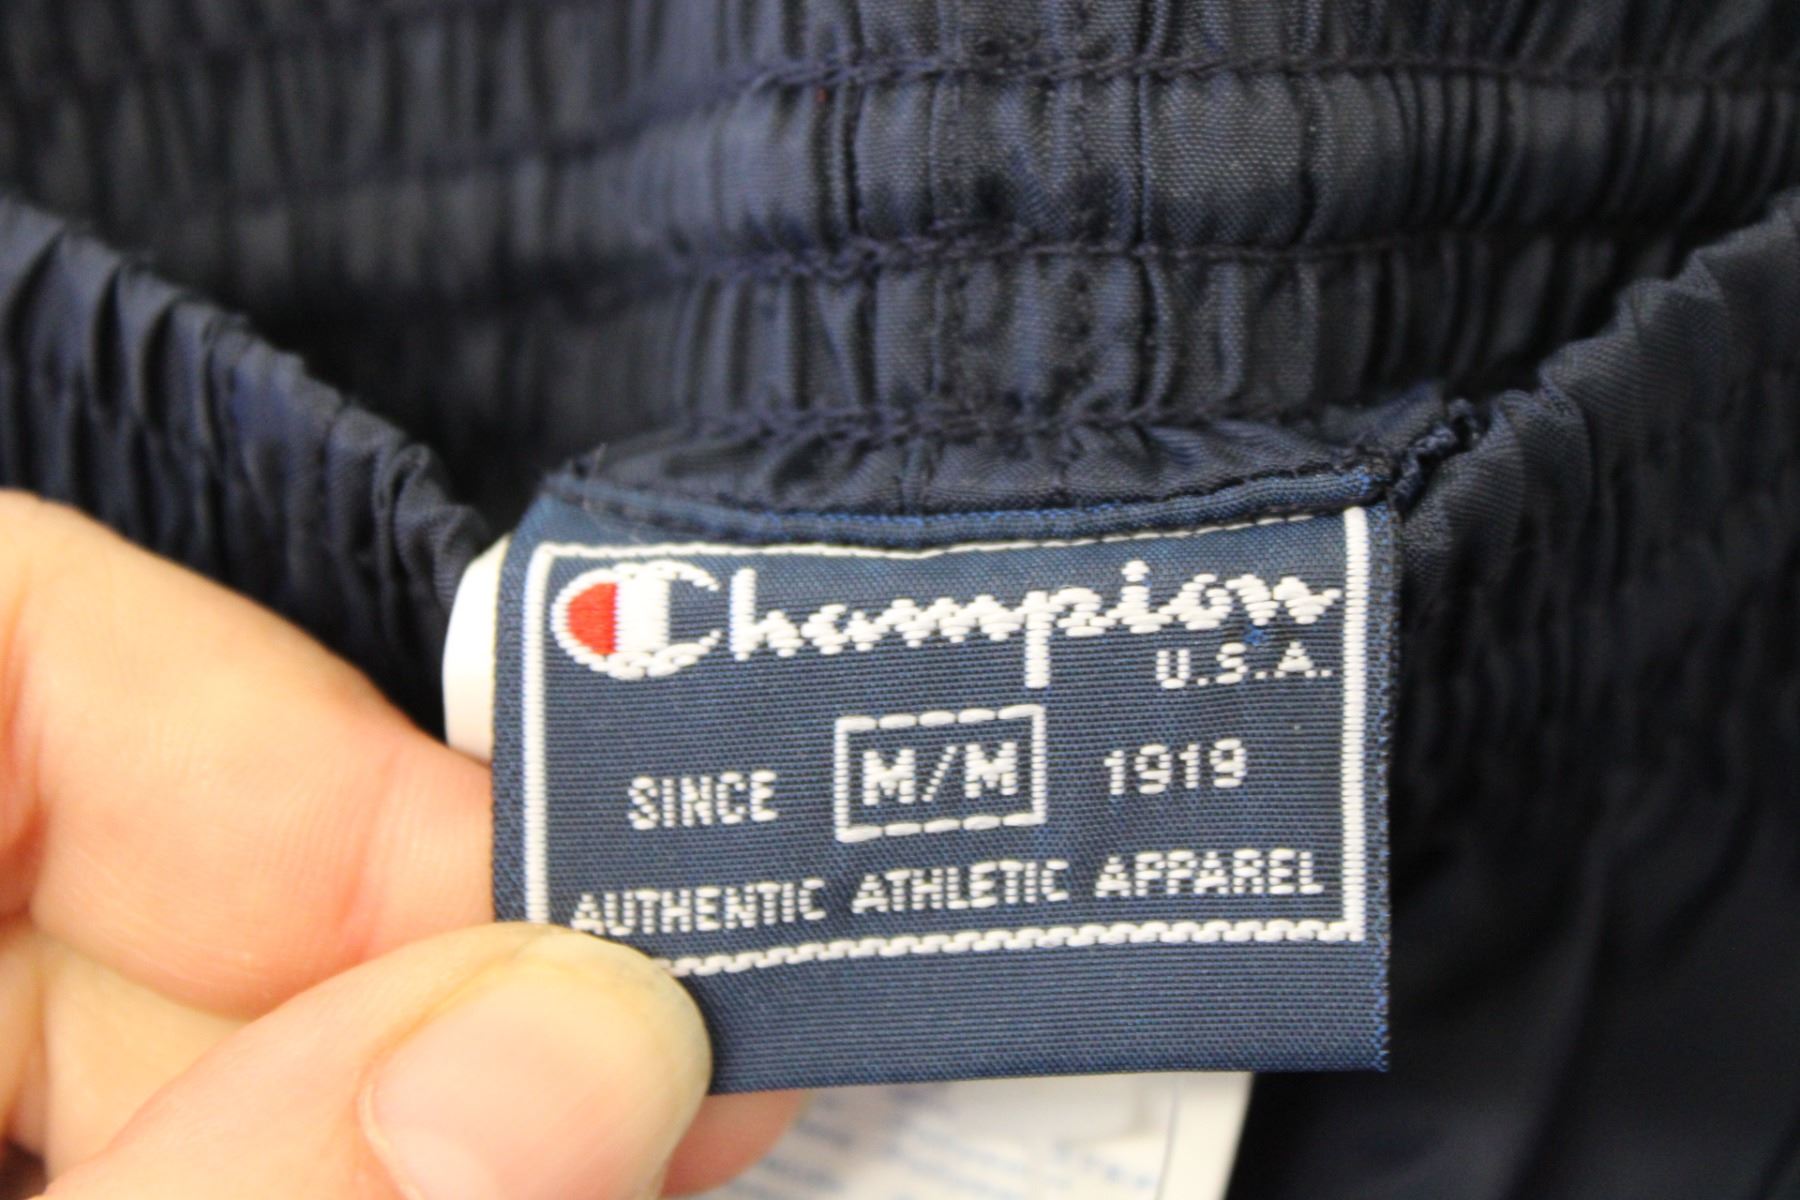 Champion
U.S.A.
SINCE M/M 1919
AUTHENTIC ATHLETIC APPAREL